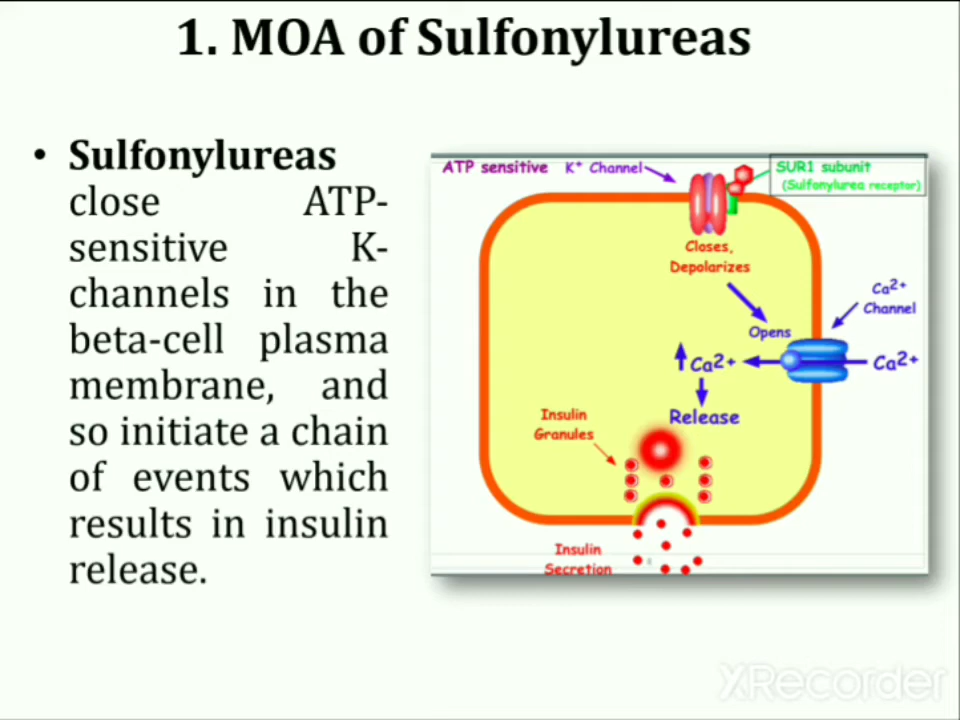 1. MOA of Sulfonylureas
• Sulfonylureas
close ATP-
sensitive K-
channels in the
beta-cell plasma
membrane, and
so initiate a chain
of events which
results in insulin
release.
ATP sensitive K+ Channel
SUR1 subunit
(Sulfonylurea receptor)
Closes,
Depolarizes
Ca2+
Channel
Opens
Ca2+
Ca2+
Release
Insulin
Granules
Insulin
Secretion
XRecorder